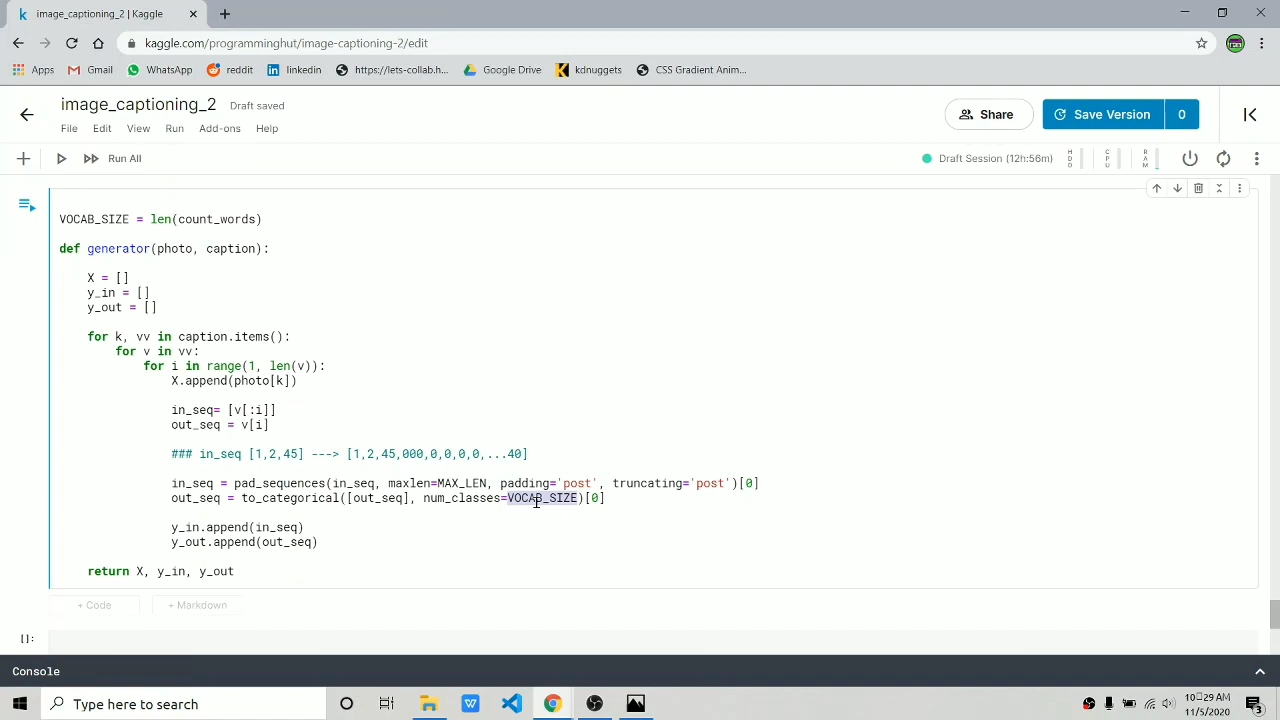 image_captioning_2 | Kaggle
kaggle.com/programminghut/image-captioning-2/edit
Apps Gmail WhatsApp reddit linkedin https://lets-collab.h... Google Drive kdnuggets CSS Gradient Anim...
image_captioning_2 Draft saved
Share Save Version 0
File Edit View Run Add-ons Help
Run All Draft Session (12h:56m) HDD CPU RAM
VOCAB_SIZE = len(count_words)
def generator(photo, caption):
X = []
y_in = []
y_out = []
for k, vv in caption.items():
for v in vv:
for i in range(1, len(v)):
X.append(photo[k])
in_seq= [v[:i]]
out_seq = v[i]
### in_seq [1,2,45] ---> [1,2,45,000,0,0,0,0,...40]
in_seq = pad_sequences(in_seq, maxlen=MAX_LEN, padding='post', truncating='post')[0]
out_seq = to_categorical([out_seq], num_classes=VOCAB_SIZE)[0]
y_in.append(in_seq)
y_out.append(out_seq)
return X, y_in, y_out
+ Code + Markdown
[]:
Console
Type here to search
10:29 AM
11/5/2020
3